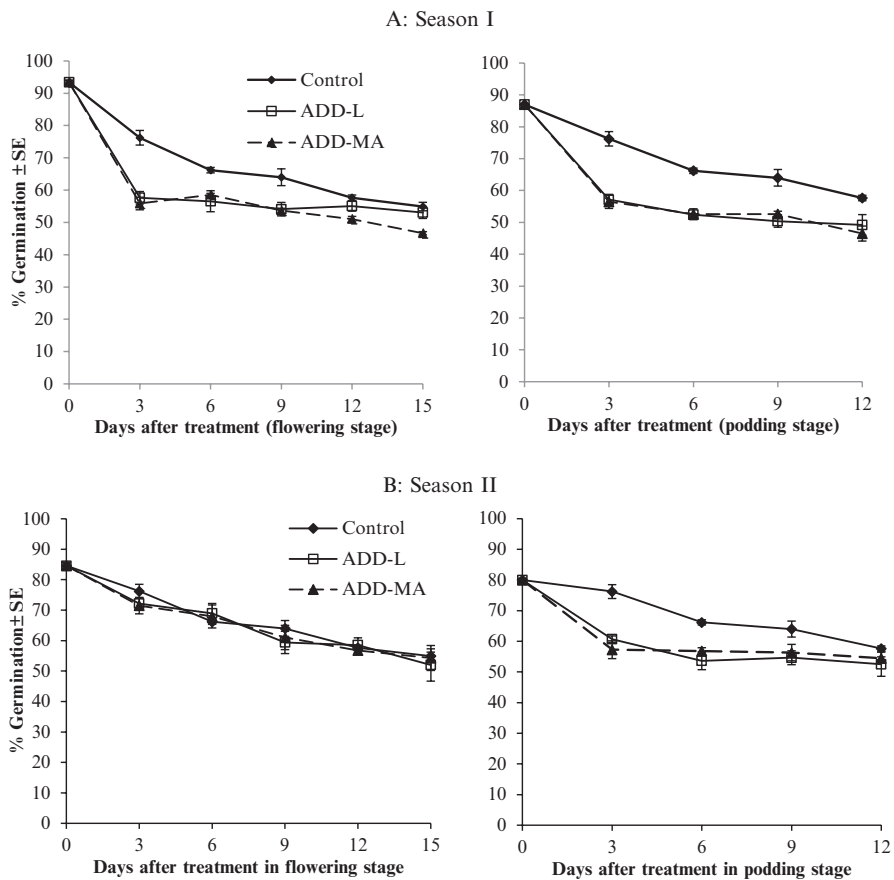 A: Season I
% Germination ±SE
100
90
80
70
60
50
40
30
20
10
0
0 3 6 9 12 15
Days after treatment (flowering stage)
Control
ADD-L
ADD-MA
100
90
80
70
60
50
40
30
20
10
0
0 3 6 9 12
Days after treatment (podding stage)
B: Season II
% Germination±SE
100
90
80
70
60
50
40
30
20
10
0
0 3 6 9 12 15
Days after treatment in flowering stage
Control
ADD-L
ADD-MA
100
90
80
70
60
50
40
30
20
10
0
0 3 6 9 12
Days after treatment in podding stage